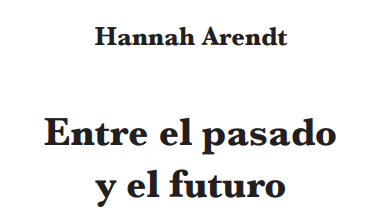 Hannah Arendt
Entre el pasado
y el futuro